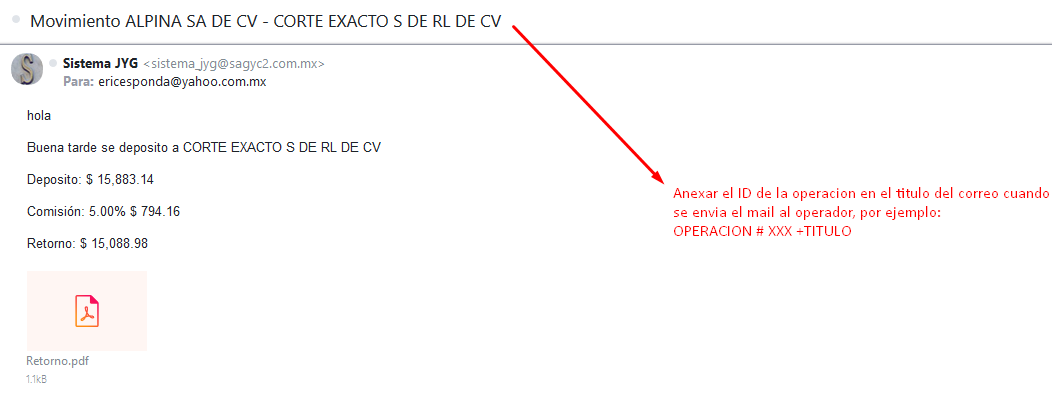 Movimiento ALPINA SA DE CV - CORTE EXACTO S DE RL DE CV
S
Sistema JYG <sistema_jyg@sagyc2.com.mx>
Para: ericesponda@yahoo.com.mx
hola
Buena tarde se deposito a CORTE EXACTO S DE RL DE CV
Deposito: $ 15,883.14
Comisión: 5.00% $ 794.16
Retorno: $ 15,088.98
Retorno.pdf
1.1kB
Anexar el ID de la operacion en el titulo del correo cuando
se envia el mail al operador, por ejemplo:
OPERACION # XXX +TITULO